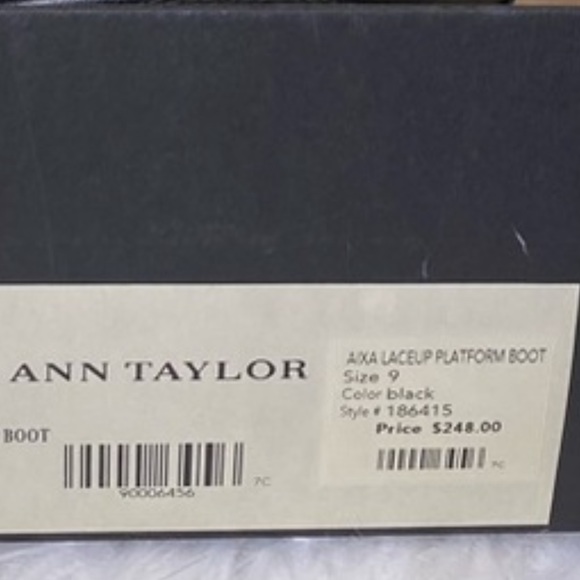 ANN TAYLOR
BOOT
90006456
7C
AIXA LACEUP PLATFORM BOOT
Size 9
Color black
Style # 186415
Price $248.00
7C